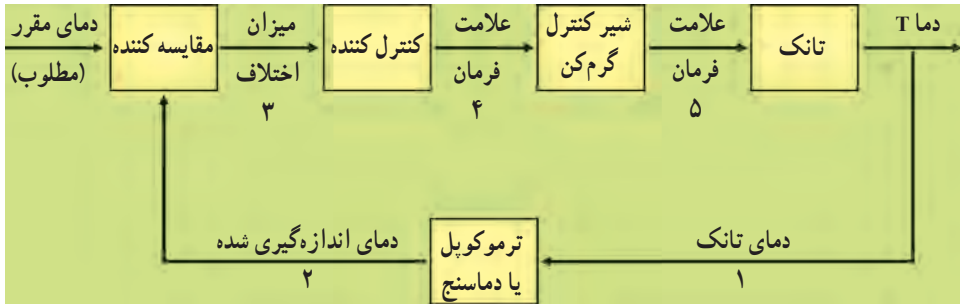 دمای مقرر
(مطلوب)
مقایسه کننده
میزان
اختلاف
۳
کنترل کننده
علامت
فرمان
۴
شیر کنترل
گرم‌کن
علامت
فرمان
۵
تانک
دما T
دمای تانک
۱
ترموکوپل
یا دماسنج
دمای اندازه‌گیری شده
۲